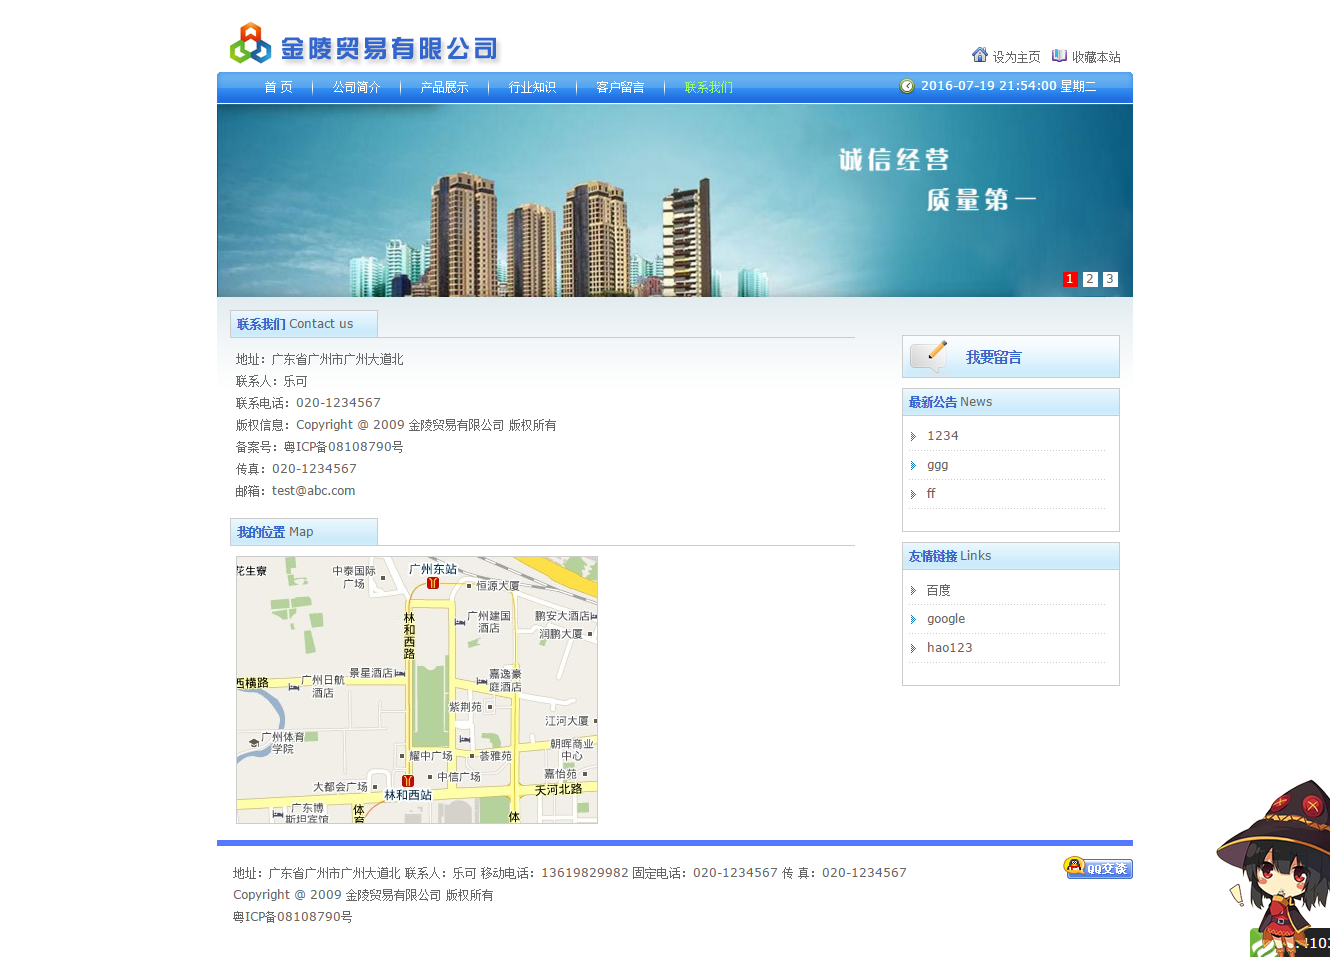 金陵贸易有限公司
设为主页 收藏本站
首 页 公司简介 产品展示 行业知识 客户留言 联系我们 2016-07-19 21:54:00 星期二
诚信经营
质量第一
1 2 3
联系我们 Contact us
地址：广东省广州市广州大道北
联系人：乐可
联系电话：020-1234567
版权信息：Copyright @ 2009 金陵贸易有限公司 版权所有
备案号：粤ICP备08108790号
传真：020-1234567
邮箱：test@abc.com
我要留言
最新公告 News
1234
ggg
ff
友情链接 Links
百度
google
hao123
我的位置 Map
花生寮
中泰国际
广场
广州东站
恒源大厦
林和西路
广州建国
酒店
鹏安大酒店
润鹏大厦
景星酒店
嘉逸豪
庭酒店
西横路
广州日航
酒店
紫荆苑
江河大厦
广州体育
学院
朝晖商业
中心
耀中广场
荟雅苑
嘉怡苑
中信广场
大都会广场
林和西站
天河北路
广东博
斯坦宾馆
体育
体
地址：广东省广州市广州大道北 联系人：乐可 移动电话：13619829982 固定电话：020-1234567 传 真：020-1234567
QQ交谈
Copyright @ 2009 金陵贸易有限公司 版权所有
粤ICP备08108790号